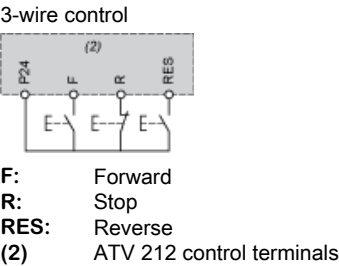 3-wire control
(2)
P24 F R RES
F: Forward
R: Stop
RES: Reverse
(2) ATV 212 control terminals